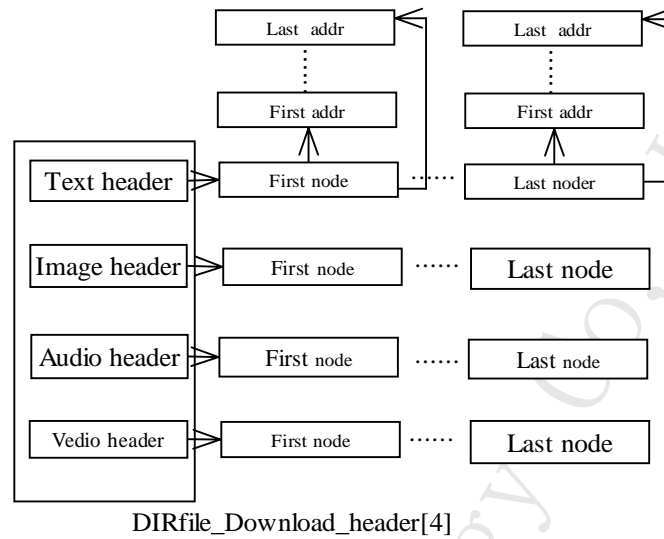 Last addr
Last addr
First addr
First addr
Text header
First node
......
Last noder
Image header
First node
......
Last node
Audio header
First node
......
Last node
Vedio header
First node
......
Last node
DIRfile_Download_header[4]